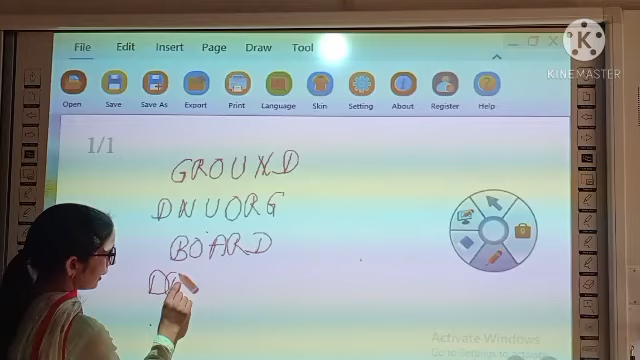 File Edit Insert Page Draw Tool
Open Save Save As Export Print Language Skin Setting About Register Help
KINEMASTER
1/1
GROUND
DNUORG
BOARD
Activate Windows